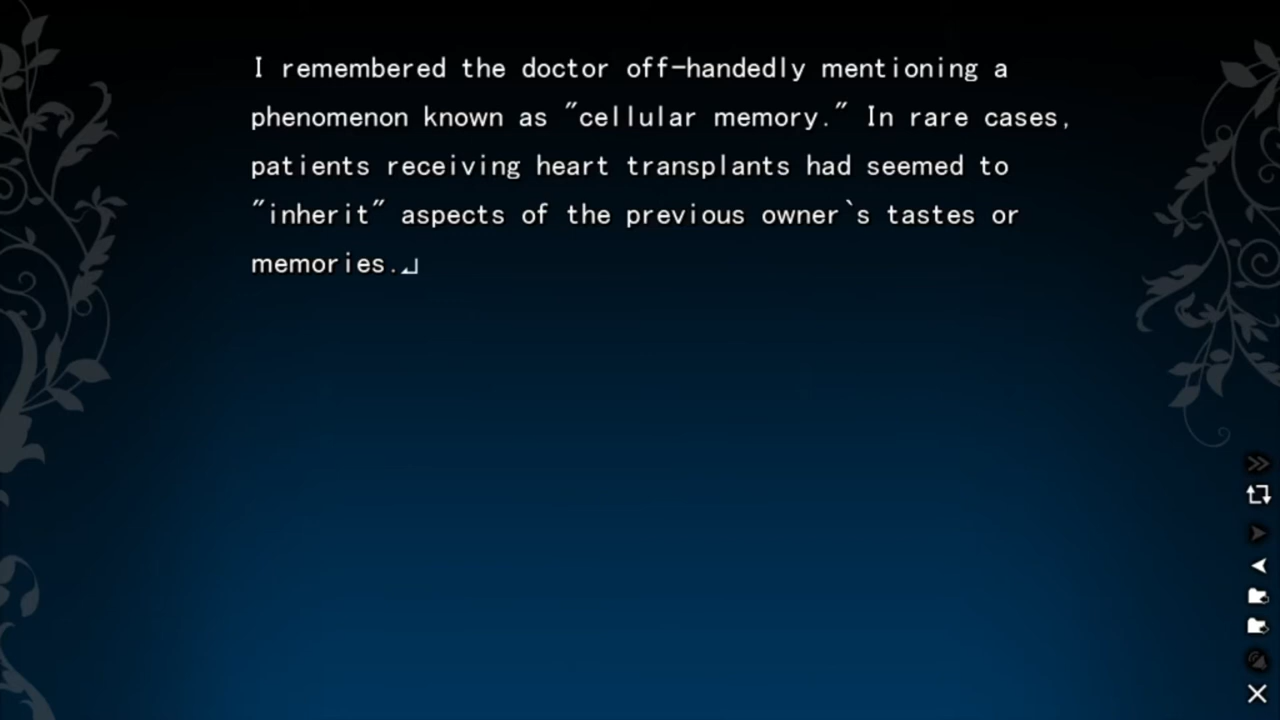 I remembered the doctor off-handedly mentioning a
phenomenon known as "cellular memory." In rare cases,
patients receiving heart transplants had seemed to
"inherit" aspects of the previous owner`s tastes or
memories.